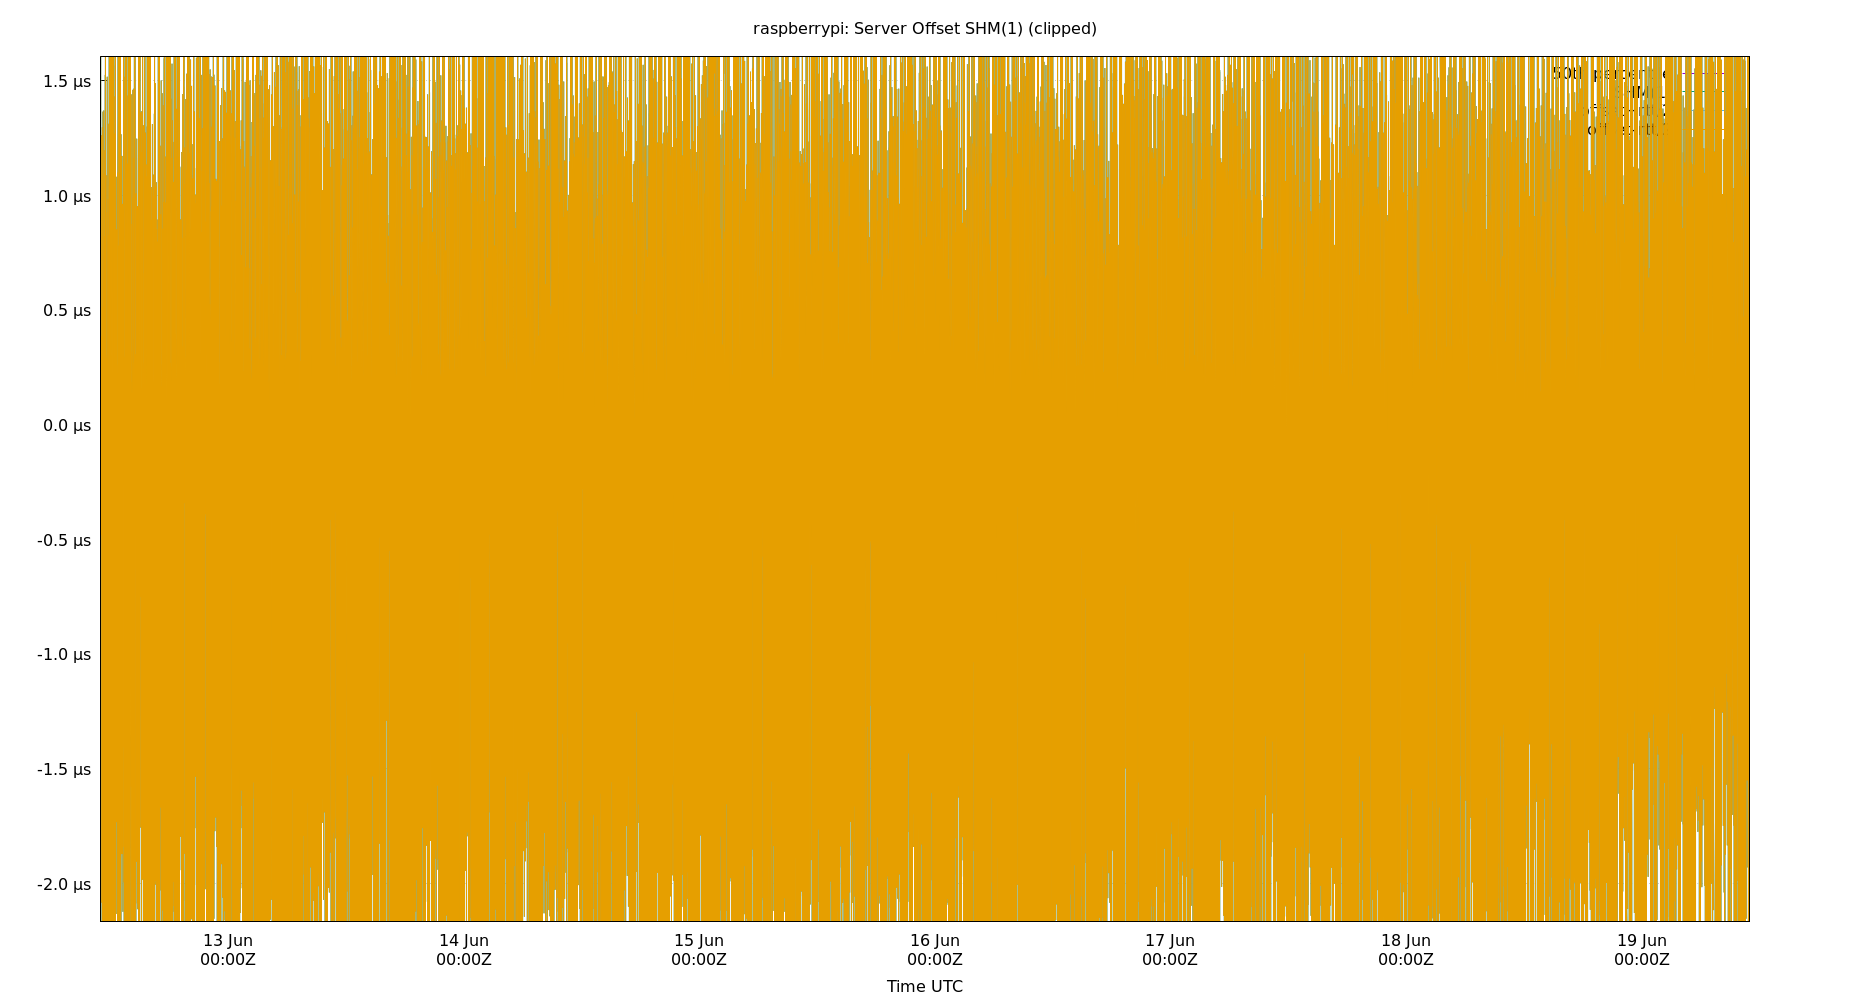 raspberrypi: Server Offset SHM(1) (clipped)
1.5 µs
1.0 µs
0.5 µs
0.0 µs
-0.5 µs
-1.0 µs
-1.5 µs
-2.0 µs
50th percentile
13 Jun 14 Jun 15 Jun 16 Jun 17 Jun 18 Jun 19 Jun
00:00Z 00:00Z 00:00Z 00:00Z 00:00Z 00:00Z 00:00Z
Time UTC